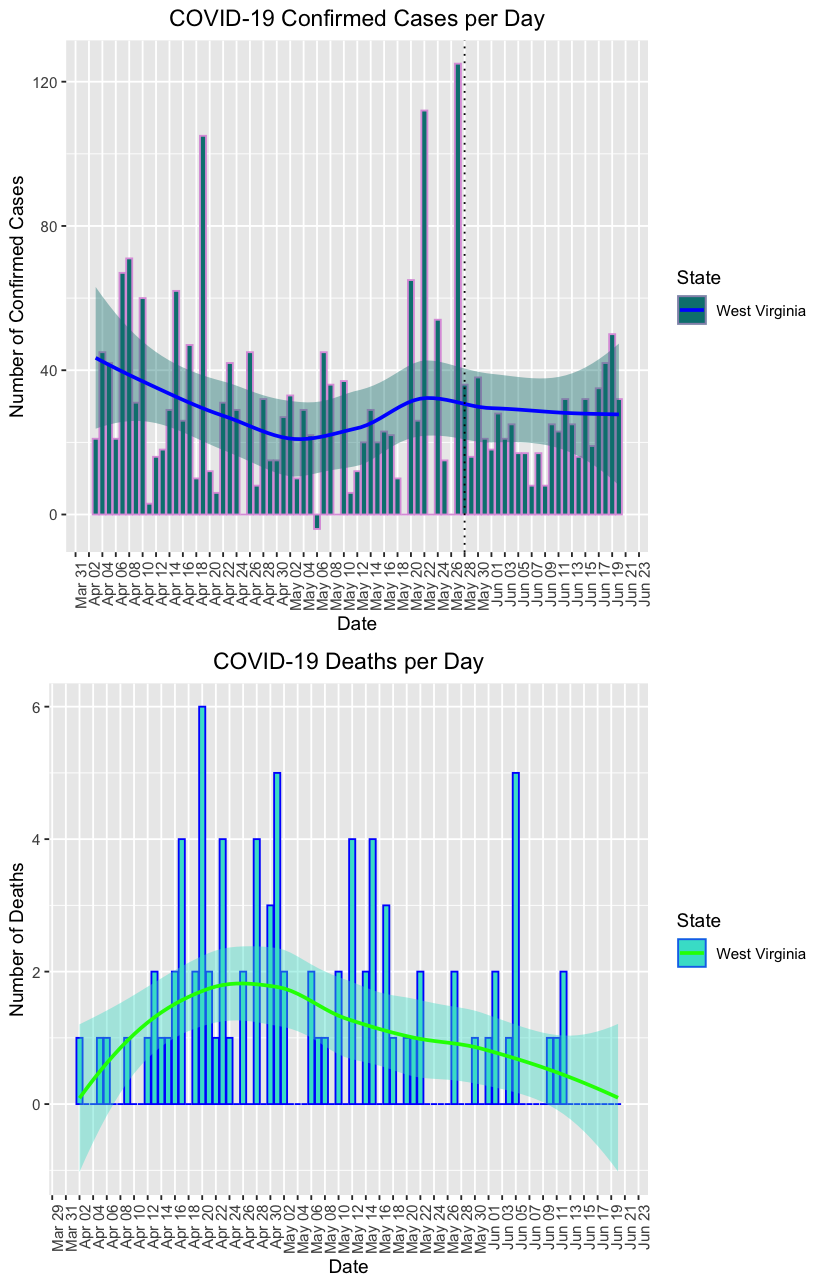 COVID-19 Confirmed Cases per Day
Number of Confirmed Cases
120
80
40
0
Mar 31
Apr 02
Apr 04
Apr 06
Apr 08
Apr 10
Apr 12
Apr 14
Apr 16
Apr 18
Apr 20
Apr 22
Apr 24
Apr 26
Apr 28
Apr 30
May 02
May 04
May 06
May 08
May 10
May 12
May 14
May 16
May 18
May 20
May 22
May 24
May 26
May 28
May 30
Jun 01
Jun 03
Jun 05
Jun 07
Jun 09
Jun 11
Jun 13
Jun 15
Jun 17
Jun 19
Jun 21
Jun 23
Date
State
West Virginia
COVID-19 Deaths per Day
Number of Deaths
6
4
2
0
Mar 29
Mar 31
Apr 02
Apr 04
Apr 06
Apr 08
Apr 10
Apr 12
Apr 14
Apr 16
Apr 18
Apr 20
Apr 22
Apr 24
Apr 26
Apr 28
Apr 30
May 02
May 04
May 06
May 08
May 10
May 12
May 14
May 16
May 18
May 20
May 22
May 24
May 26
May 28
May 30
Jun 01
Jun 03
Jun 05
Jun 07
Jun 09
Jun 11
Jun 13
Jun 15
Jun 17
Jun 19
Jun 21
Jun 23
Date
State
West Virginia